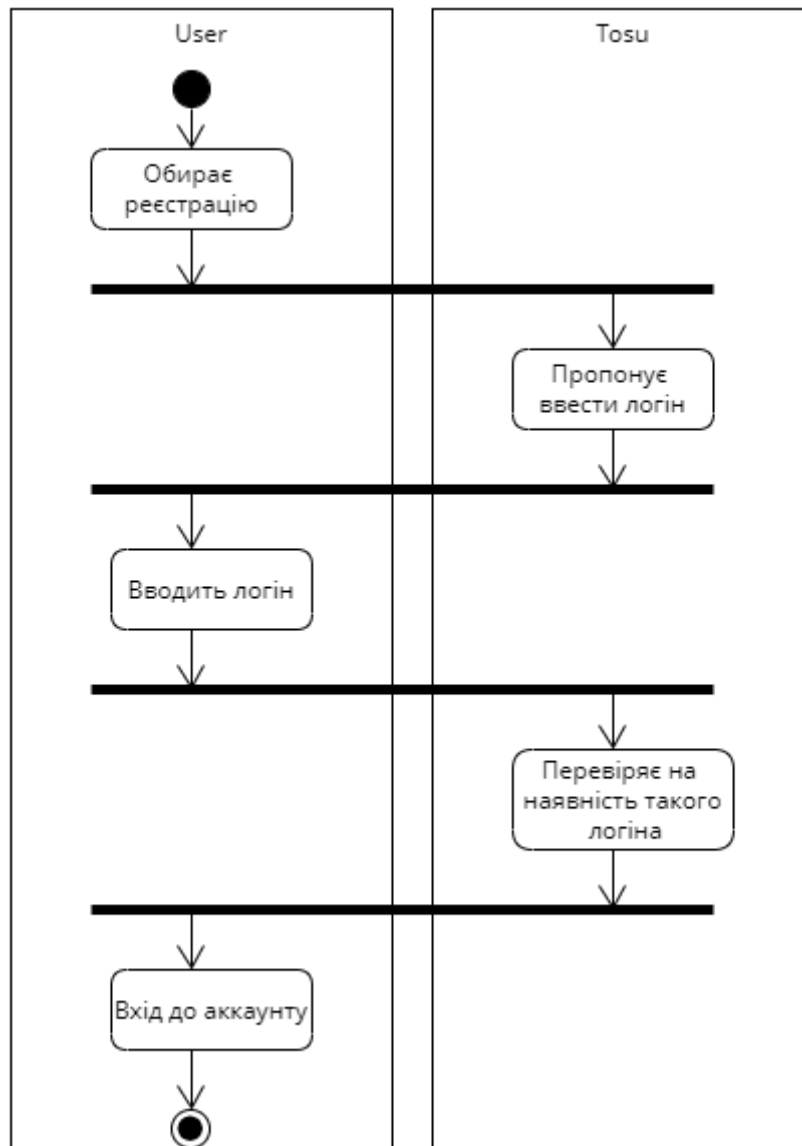 User
Tosu
Обирає
реєстрацію
Пропонує
ввести логін
Вводить логін
Перевіряє на
наявність такого
логіна
Вхід до аккаунту